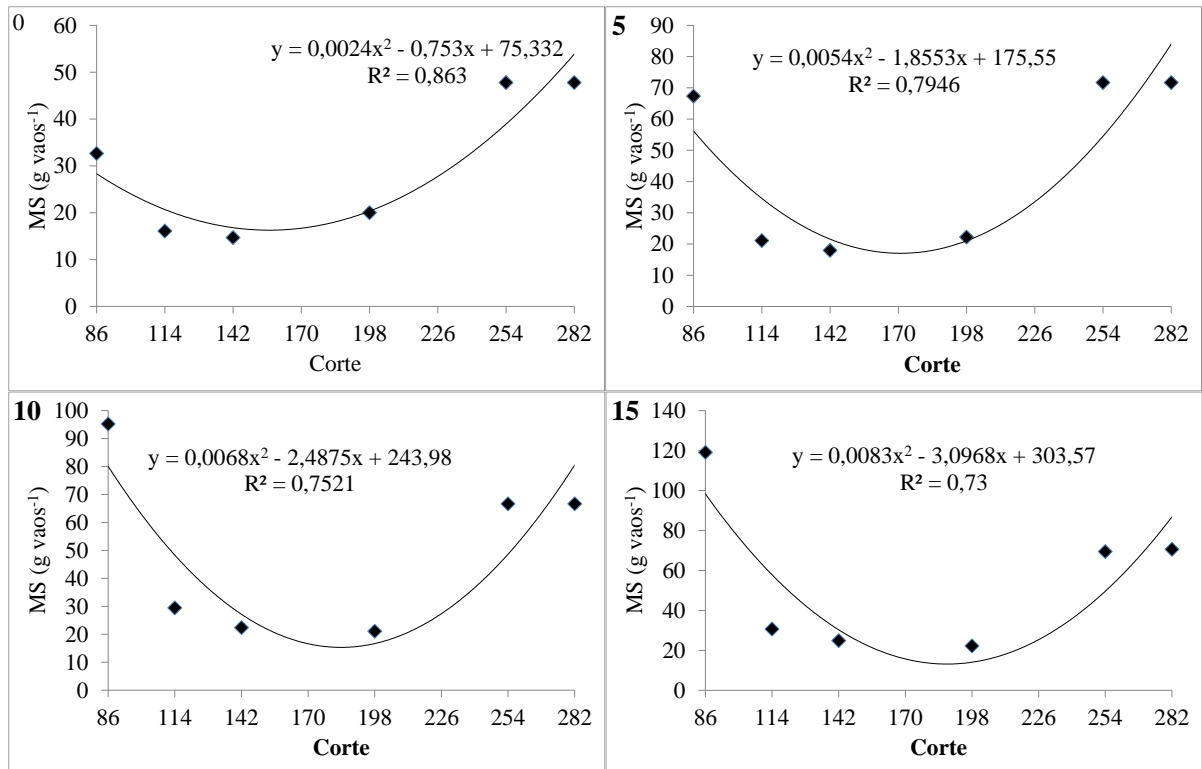 0
y = 0,0024x² - 0,753x + 75,332
R² = 0,863
60
50
40
30
20
10
0
MS (g vaos⁻¹)
86 114 142 170 198 226 254 282
Corte
5
y = 0,0054x² - 1,8553x + 175,55
R² = 0,7946
90
80
70
60
50
40
30
20
10
0
MS (g vaos⁻¹)
86 114 142 170 198 226 254 282
Corte
10
y = 0,0068x² - 2,4875x + 243,98
R² = 0,7521
100
90
80
70
60
50
40
30
20
10
0
MS (g vaos⁻¹)
86 114 142 170 198 226 254 282
Corte
15
y = 0,0083x² - 3,0968x + 303,57
R² = 0,73
140
120
100
80
60
40
20
0
MS (g vaos⁻¹)
86 114 142 170 198 226 254 282
Corte